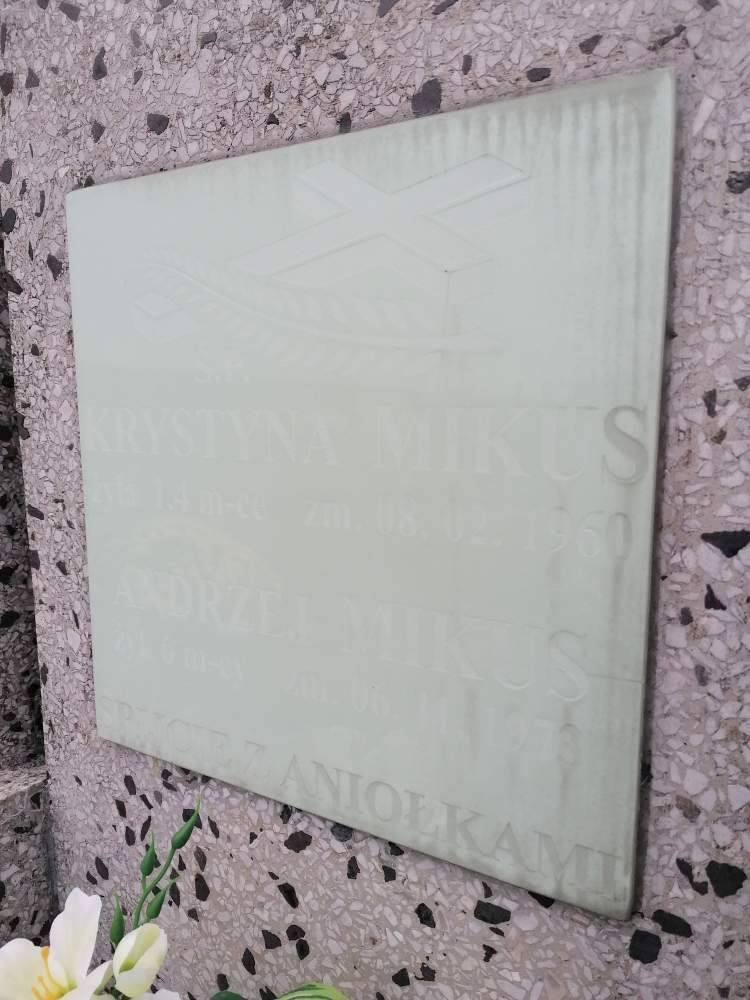 Ś.P.
KRYSTYNA MIKUS
żyła 1,4 m-ce zm. 08. 02. 1960
ANDRZEJ MIKUS
żył 6 m-cy zm. 06. 11. 1973
ŚPIJCIE Z ANIOŁKAMI